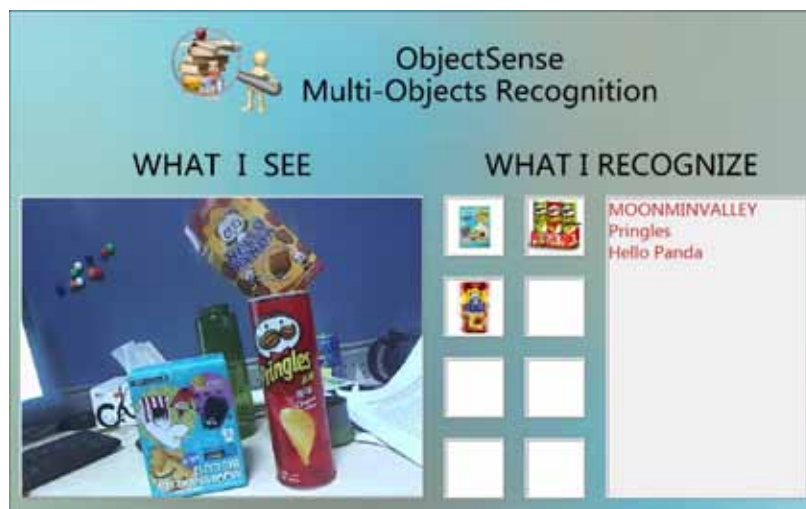 ObjectSense
Multi-Objects Recognition
WHAT I SEE
WHAT I RECOGNIZE
MOONMINVALLEY
Pringles
Hello Panda
Pringles